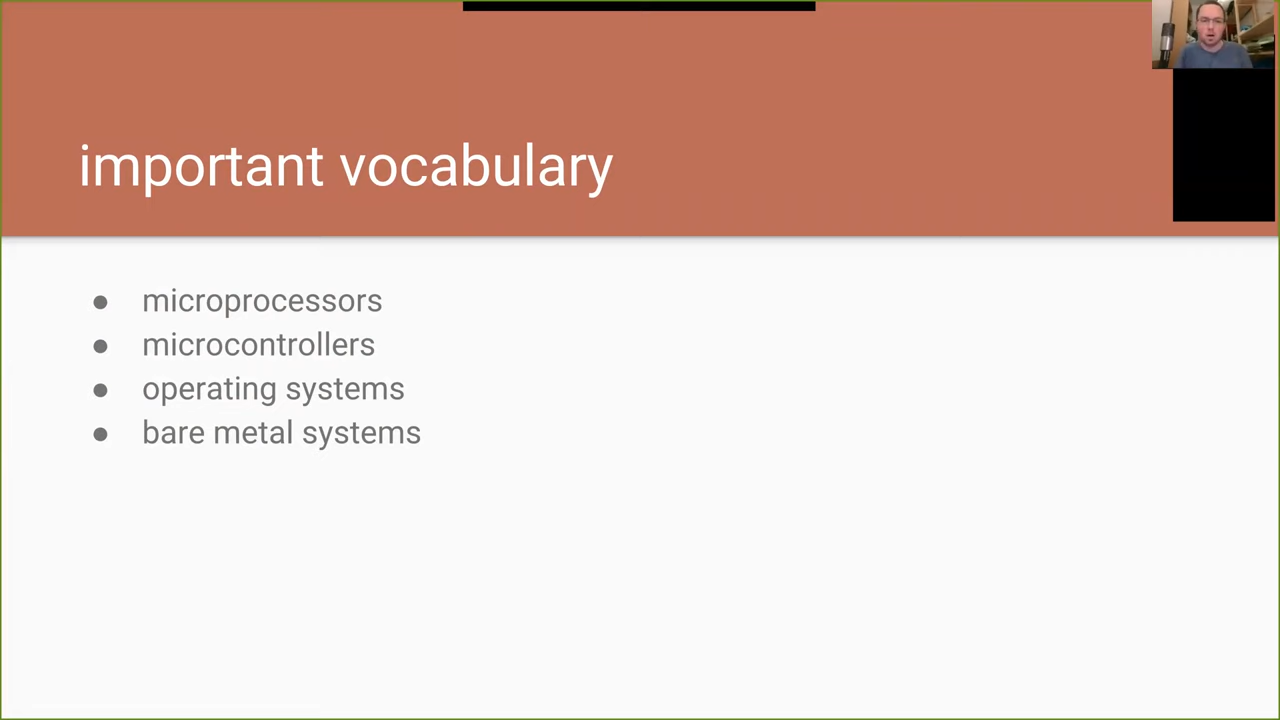 important vocabulary
● microprocessors
● microcontrollers
● operating systems
● bare metal systems